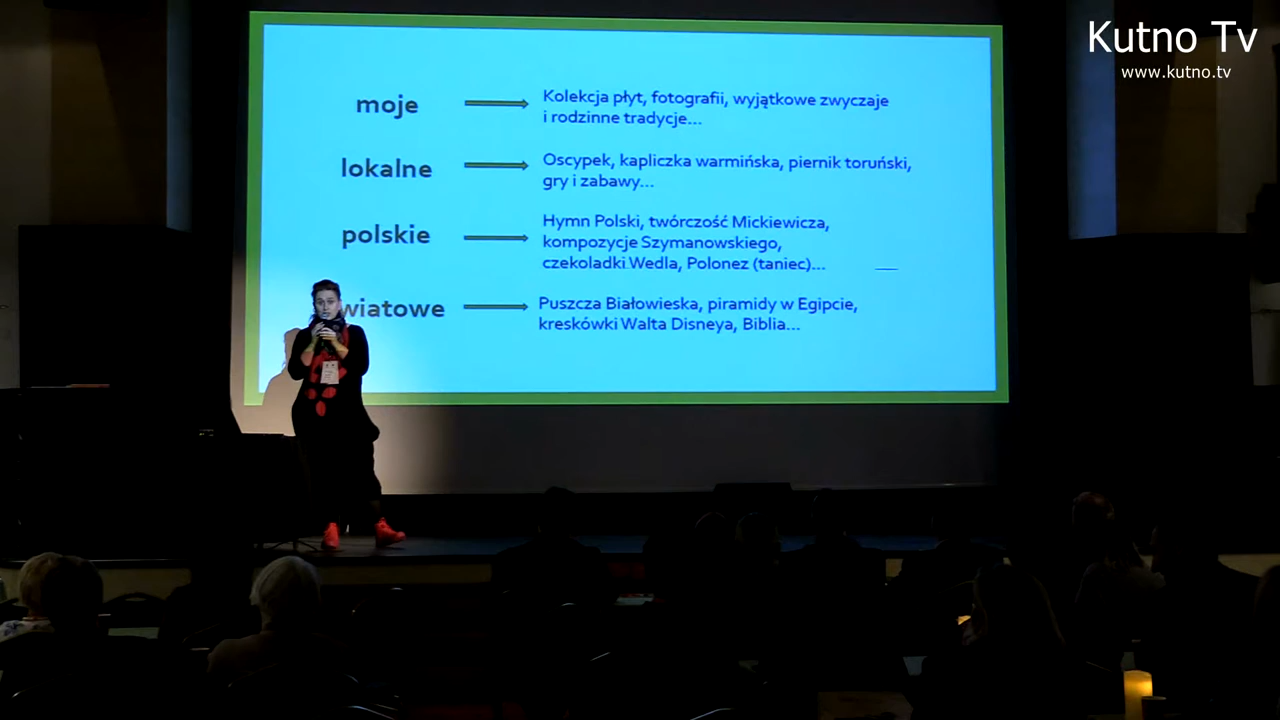 Kutno Tv
www.kutno.tv
moje
Kolekcja płyt, fotografii, wyjątkowe zwyczaje
i rodzinne tradycje...
lokalne
Oscypek, kapliczka warmińska, piernik toruński,
gry i zabawy...
polskie
Hymn Polski, twórczość Mickiewicza,
kompozycje Szymanowskiego,
czekoladki Wedla, Polonez (taniec)...
wiatowe
Puszcza Białowieska, piramidy w Egipcie,
kreskówki Walta Disneya, Biblia...